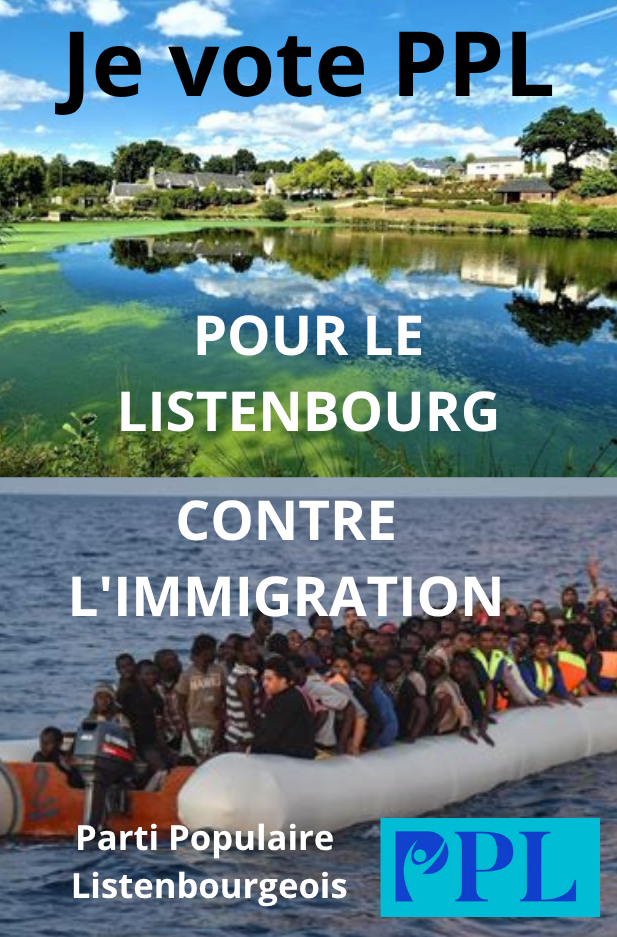 Je vote PPL
POUR LE
LISTENBOURG
CONTRE
L'IMMIGRATION
Parti Populaire
Listenbourgeois
PPL